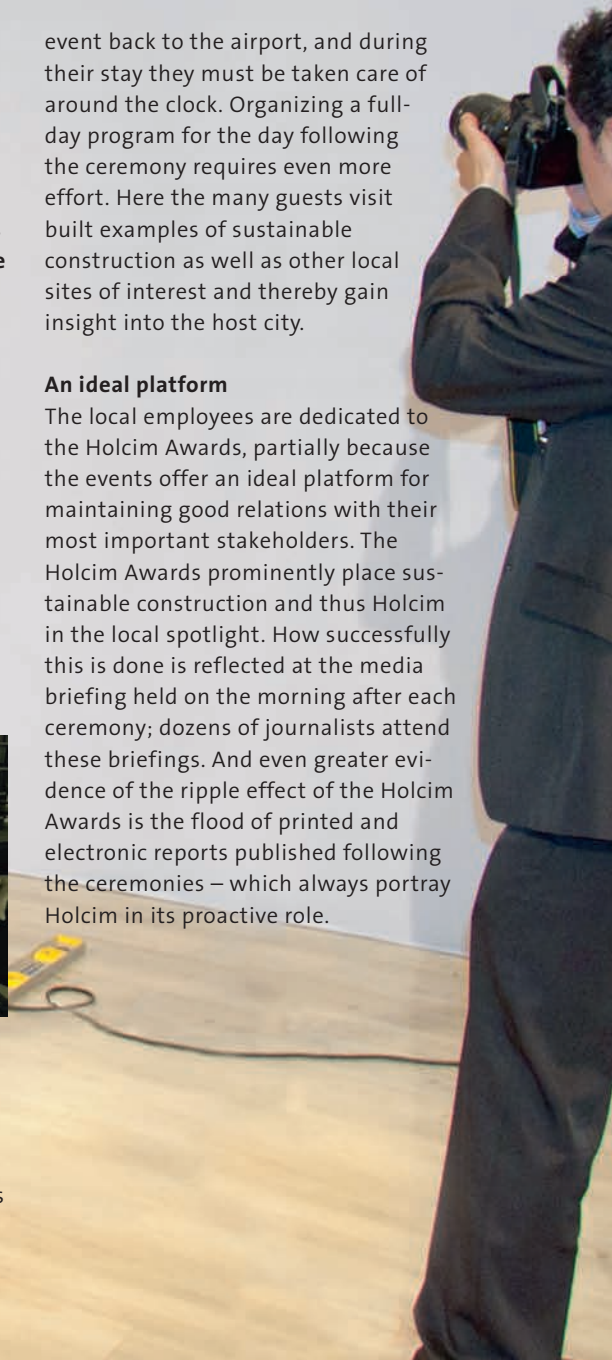 event back to the airport, and during
their stay they must be taken care of
around the clock. Organizing a full-
day program for the day following
the ceremony requires even more
effort. Here the many guests visit
built examples of sustainable
construction as well as other local
sites of interest and thereby gain
insight into the host city.
An ideal platform
The local employees are dedicated to
the Holcim Awards, partially because
the events offer an ideal platform for
maintaining good relations with their
most important stakeholders. The
Holcim Awards prominently place sus-
tainable construction and thus Holcim
in the local spotlight. How successfully
this is done is reflected at the media
briefing held on the morning after each
ceremony; dozens of journalists attend
these briefings. And even greater evi-
dence of the ripple effect of the Holcim
Awards is the flood of printed and
electronic reports published following
the ceremonies – which always portray
Holcim in its proactive role.